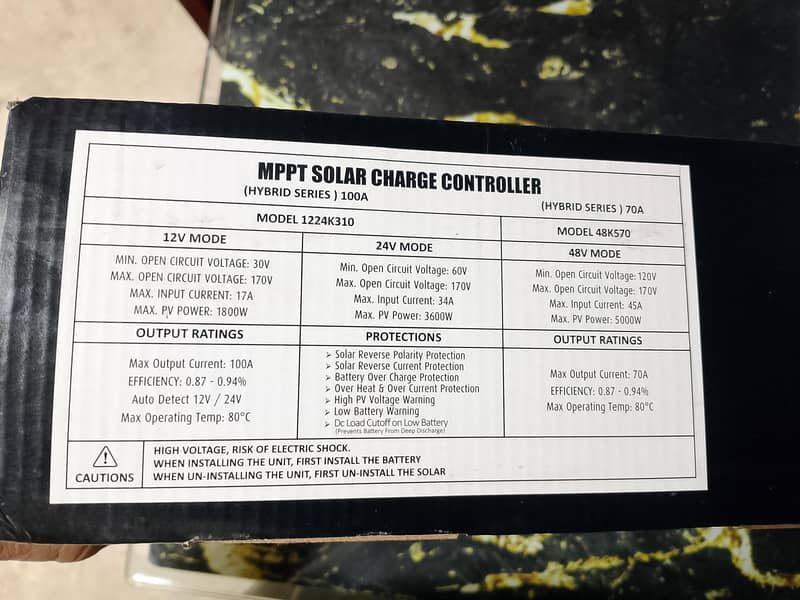 MPPT SOLAR CHARGE CONTROLLER
(HYBRID SERIES ) 100A
(HYBRID SERIES ) 70A
MODEL 1224K310
MODEL 48K570
12V MODE
MIN. OPEN CIRCUIT VOLTAGE: 30V
MAX. OPEN CIRCUIT VOLTAGE: 170V
MAX. INPUT CURRENT: 17A
MAX. PV POWER: 1800W
24V MODE
Min. Open Circuit Voltage: 60V
Max. Open Circuit Voltage: 170V
Max. Input Current: 34A
Max. PV Power: 3600W
48V MODE
Min. Open Circuit Voltage: 120V
Max. Open Circuit Voltage: 170V
Max. Input Current: 45A
Max. PV Power: 5000W
OUTPUT RATINGS
Max Output Current: 100A
EFFICIENCY: 0.87 - 0.94%
Auto Detect 12V / 24V
Max Operating Temp: 80°C
PROTECTIONS
➢ Solar Reverse Polarity Protection
➢ Solar Reverse Current Protection
➢ Battery Over Charge Protection
➢ Over Heat & Over Current Protection
➢ High PV Voltage Warning
➢ Low Battery Warning
➢ Dc Load Cutoff on Low Battery
(Prevents Battery From Deep Discharge)
OUTPUT RATINGS
Max Output Current: 70A
EFFICIENCY: 0.87 - 0.94%
Max Operating Temp: 80°C
CAUTIONS
HIGH VOLTAGE, RISK OF ELECTRIC SHOCK.
WHEN INSTALLING THE UNIT, FIRST INSTALL THE BATTERY
WHEN UN-INSTALLING THE UNIT, FIRST UN-INSTALL THE SOLAR